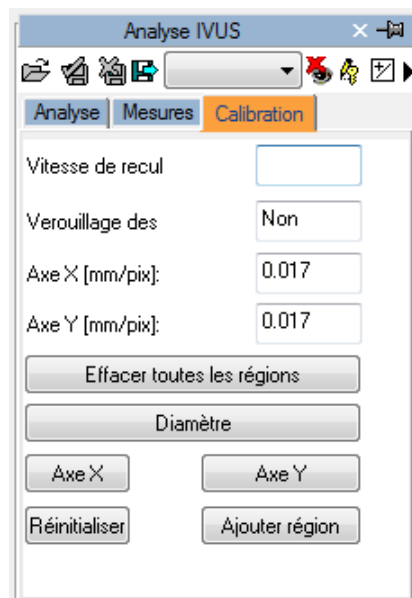 Analyse IVUS
Analyse Mesures Calibration
Vitesse de recul
Verouillage des Non
Axe X [mm/pix]: 0.017
Axe Y [mm/pix]: 0.017
Effacer toutes les régions
Diamètre
Axe X Axe Y
Réinitialiser Ajouter région